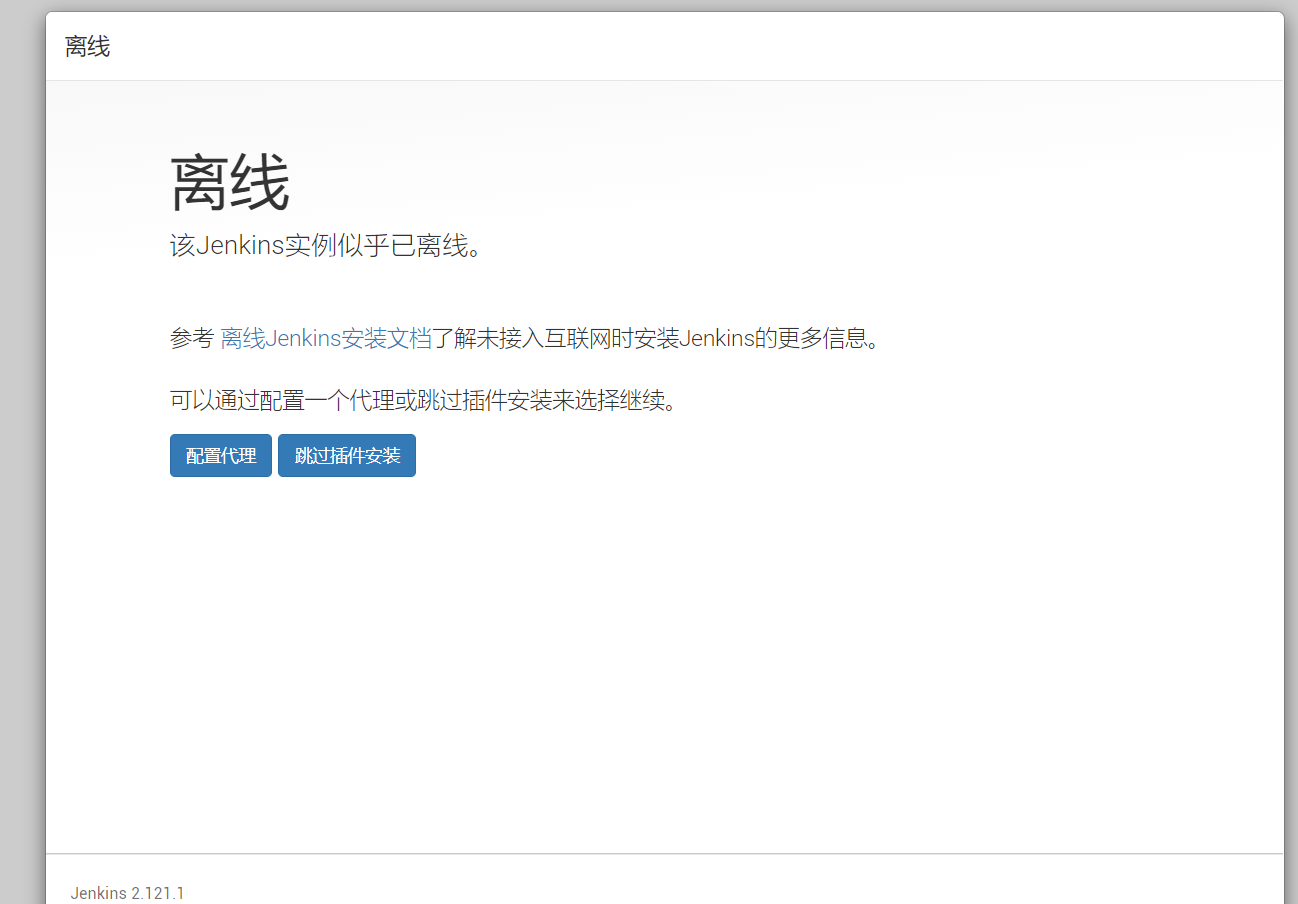 离线
离线
该Jenkins实例似乎已离线。
参考 离线Jenkins安装文档了解未接入互联网时安装Jenkins的更多信息。
可以通过配置一个代理或跳过插件安装来选择继续。
配置代理 跳过插件安装
Jenkins 2.121.1